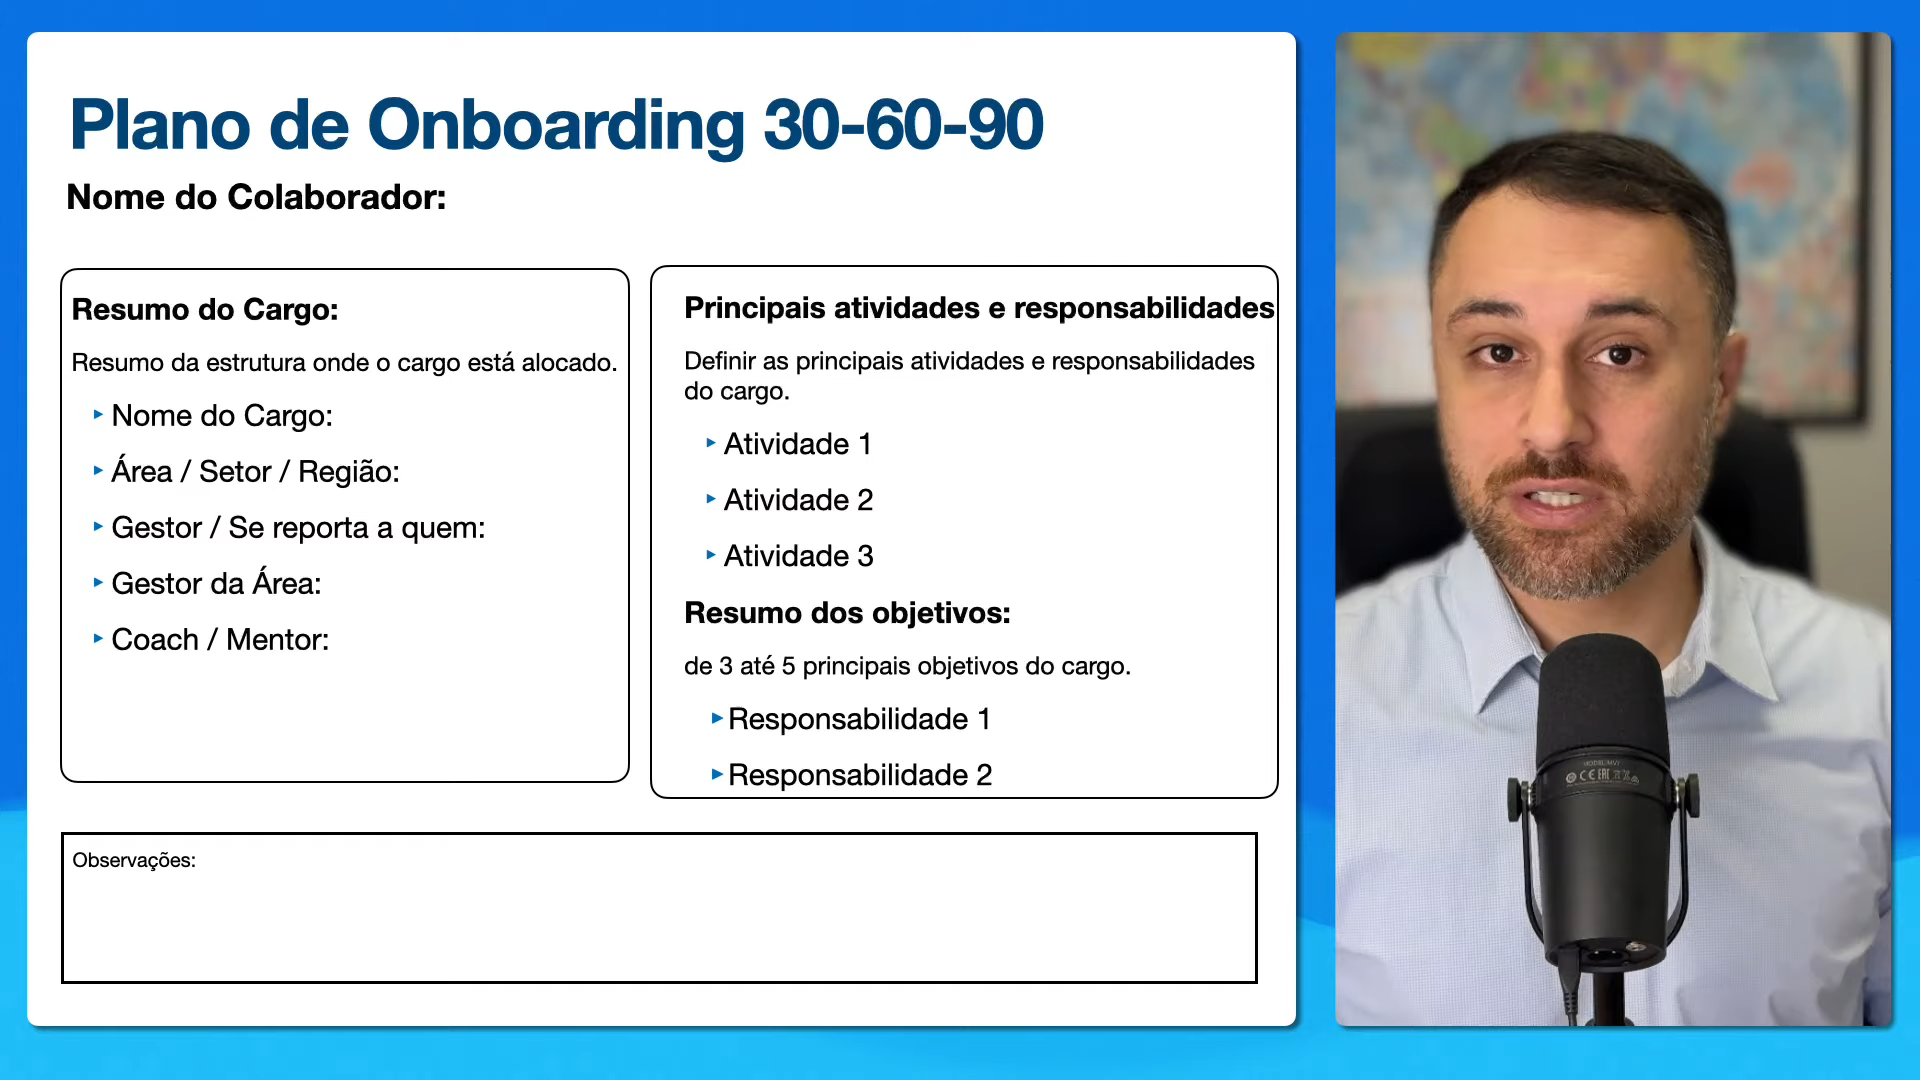 Plano de Onboarding 30-60-90
Nome do Colaborador:
Resumo do Cargo:
Resumo da estrutura onde o cargo está alocado.
Nome do Cargo:
Área / Setor / Região:
Gestor / Se reporta a quem:
Gestor da Área:
Coach / Mentor:
Principais atividades e responsabilidades
Definir as principais atividades e responsabilidades
do cargo.
Atividade 1
Atividade 2
Atividade 3
Resumo dos objetivos:
de 3 até 5 principais objetivos do cargo.
Responsabilidade 1
Responsabilidade 2
Observações: